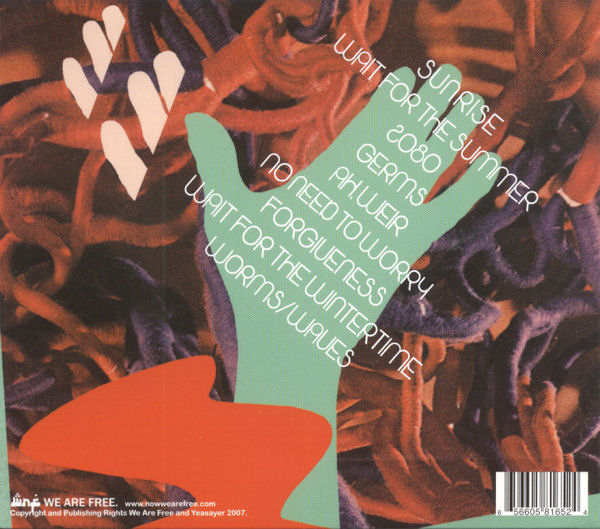 SUNRISE
WAIT FOR THE SUMMER
2080
GERMS
AH, WEIR
NO NEED TO WORRY
FORGIVENESS
WAIT FOR THE WINTERTIME
WORMS/WAVES
WE ARE FREE. www.nowwearefree.com
Copyright and Publishing Rights We Are Free and Yeasayer 2007.
6 56605 81652 4